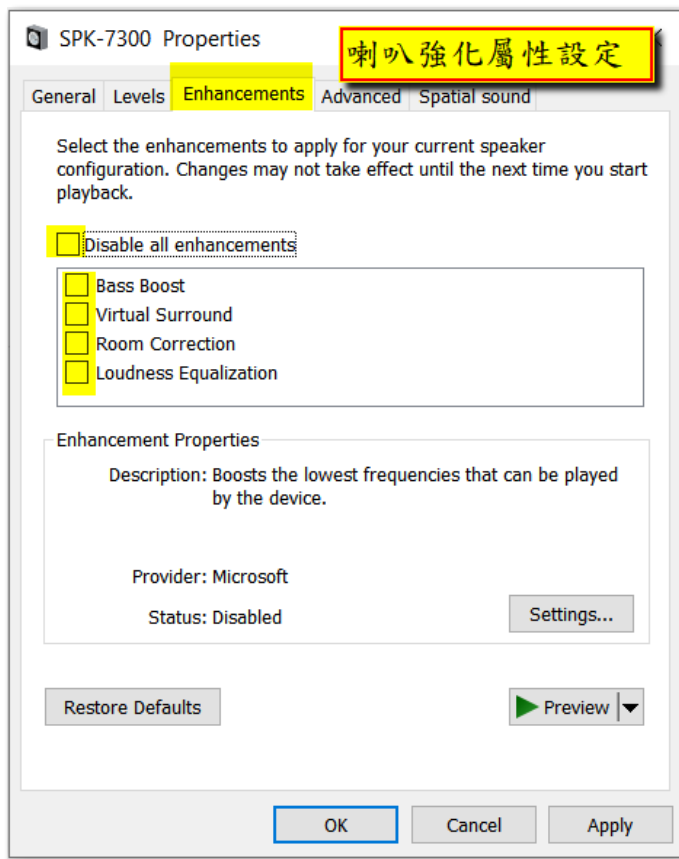 SPK-7300 Properties
喇叭強化屬性設定
General Levels Enhancements Advanced Spatial sound
Select the enhancements to apply for your current speaker
configuration. Changes may not take effect until the next time you start
playback.
Disable all enhancements
Bass Boost
Virtual Surround
Room Correction
Loudness Equalization
Enhancement Properties
Description: Boosts the lowest frequencies that can be played
by the device.
Provider: Microsoft
Status: Disabled
Settings...
Restore Defaults
Preview
OK Cancel Apply